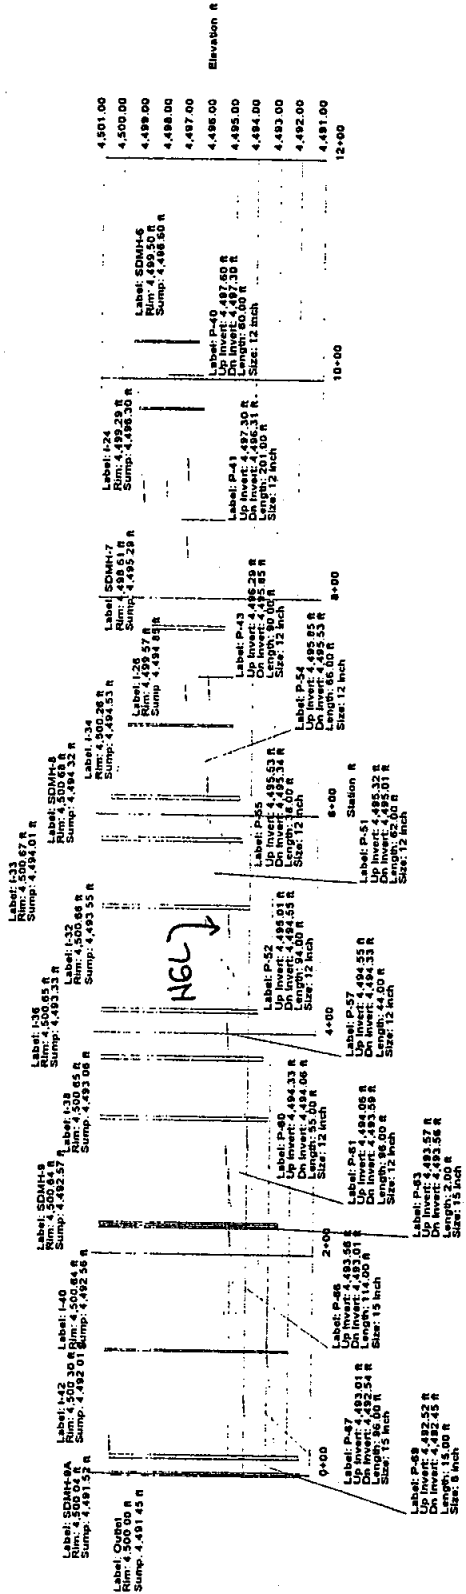 Label: Outlet
Rim: 4,500.00 ft
Sump: 4,491.45 ft
Label: SDMH-9A
Rim: 4,500.04 ft
Sump: 4,491.52 ft
Label: I-42
Rim: 4,500.30 ft
Sump: 4,492.01 ft
Label: I-40
Rim: 4,500.64 ft
Sump: 4,492.56 ft
Label: SDMH-9
Rim: 4,500.64 ft
Sump: 4,492.57 ft
Label: I-38
Rim: 4,500.65 ft
Sump: 4,493.06 ft
Label: I-36
Rim: 4,500.65 ft
Sump: 4,493.33 ft
Label: I-32
Rim: 4,500.66 ft
Sump: 4,493.55 ft
Label: I-33
Rim: 4,500.67 ft
Sump: 4,494.01 ft
Label: SDMH-8
Rim: 4,500.68 ft
Sump: 4,494.32 ft
Label: I-34
Rim: 4,500.26 ft
Sump: 4,494.53 ft
Label: I-26
Rim: 4,499.57 ft
Sump: 4,494.85 ft
Label: SDMH-7
Rim: 4,498.61 ft
Sump: 4,495.29 ft
Label: I-24
Rim: 4,499.29 ft
Sump: 4,496.30 ft
Label: SDMH-6
Rim: 4,499.50 ft
Sump: 4,496.60 ft
4,501.00
4,500.00
4,499.00
4,498.00
4,497.00
4,496.00
4,495.00
4,494.00
4,493.00
4,492.00
4,491.00
Elevation ft
HGL
Label: P-69
Up Invert: 4,492.52 ft
Dn Invert: 4,492.45 ft
Length: 15.00 ft
Size: 8 inch
Label: P-67
Up Invert: 4,493.01 ft
Dn Invert: 4,492.54 ft
Length: 96.00 ft
Size: 15 inch
Label: P-66
Up Invert: 4,493.56 ft
Dn Invert: 4,493.01 ft
Length: 114.00 ft
Size: 15 inch
Label: P-63
Up Invert: 4,493.57 ft
Dn Invert: 4,493.56 ft
Length: 2.00 ft
Size: 15 inch
Label: P-61
Up Invert: 4,494.06 ft
Dn Invert: 4,493.59 ft
Length: 96.00 ft
Size: 12 inch
Label: P-60
Up Invert: 4,494.33 ft
Dn Invert: 4,494.06 ft
Length: 55.00 ft
Size: 12 inch
Label: P-57
Up Invert: 4,494.55 ft
Dn Invert: 4,494.33 ft
Length: 44.00 ft
Size: 12 inch
Label: P-52
Up Invert: 4,495.01 ft
Dn Invert: 4,494.55 ft
Length: 94.00 ft
Size: 12 inch
Label: P-51
Up Invert: 4,495.32 ft
Dn Invert: 4,495.01 ft
Length: 62.00 ft
Size: 12 inch
Label: P-55
Up Invert: 4,495.53 ft
Dn Invert: 4,495.34 ft
Length: 38.00 ft
Size: 12 inch
Label: P-54
Up Invert: 4,495.85 ft
Dn Invert: 4,495.53 ft
Length: 66.00 ft
Size: 12 inch
Label: P-43
Up Invert: 4,496.29 ft
Dn Invert: 4,495.85 ft
Length: 90.00 ft
Size: 12 inch
Label: P-41
Up Invert: 4,497.30 ft
Dn Invert: 4,496.31 ft
Length: 201.00 ft
Size: 12 inch
Label: P-40
Up Invert: 4,497.60 ft
Dn Invert: 4,497.30 ft
Length: 60.00 ft
Size: 12 inch
0+00
2+00
4+00
6+00
8+00
10+00
12+00
Station ft